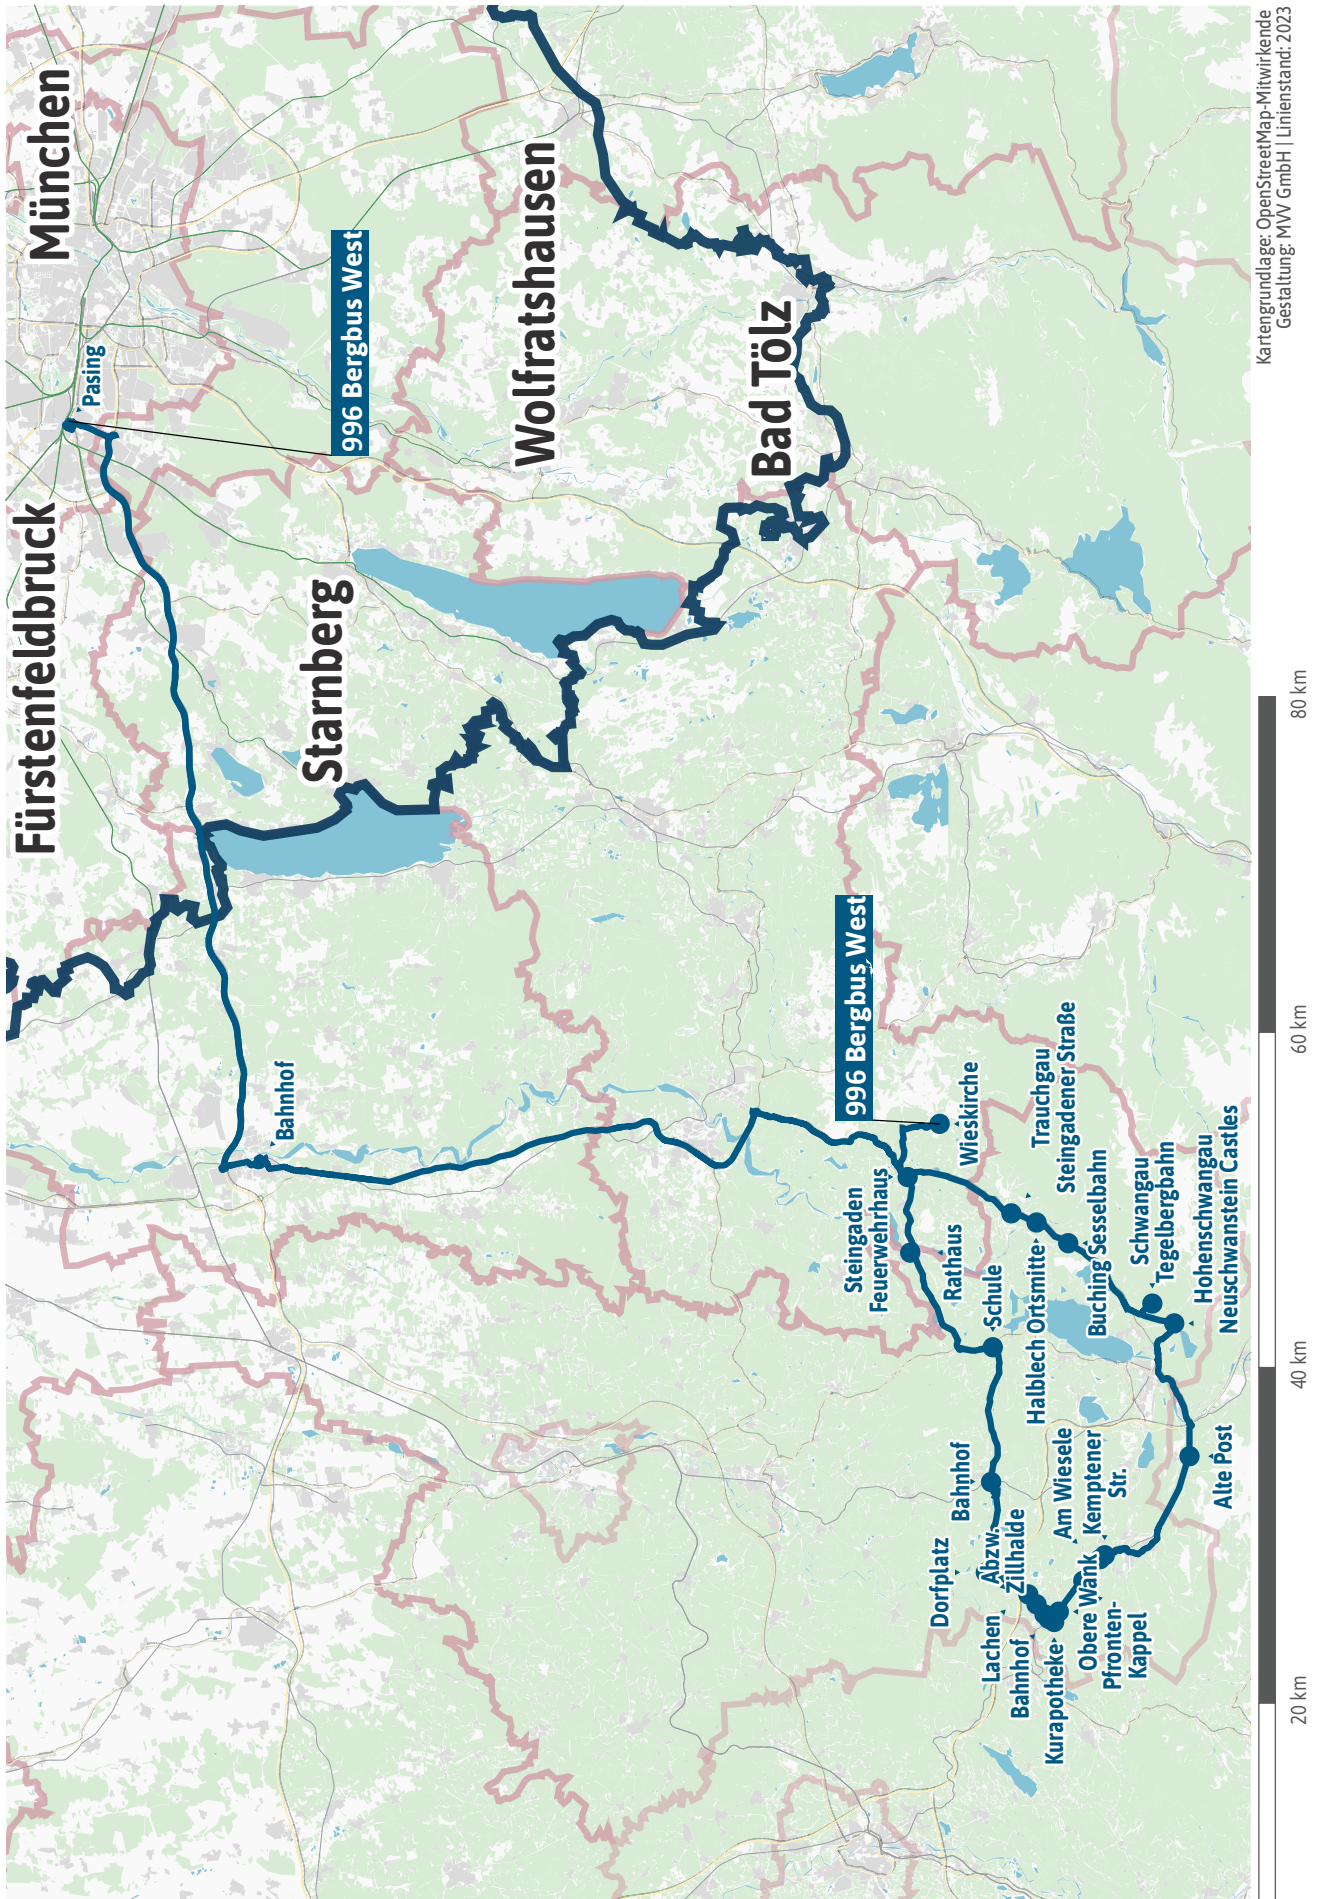 München
Pasing
996 Bergbus West
Fürstenfeldbruck
Wolfratshausen
Bad Tölz
Starnberg
Bahnhof
996 Bergbus West
Wieskirche
Trauchgau
Steingadener Straße
Steingaden
Feuerwehrhaus
Rathaus
Schule
Halblech Ortsmitte
Buching Sesselbahn
Schwangau
Tegelbergbahn
Hohenschwangau
Neuschwanstein Castles
Alte Post
Am Wiesele
Kemptener
Str.
Bahnhof
Dorfplatz
Abzw.
Zillhalde
Lachen
Bahnhof
Kurapotheke
Obere Wank
Pfronten-
Kappel
20 km
40 km
60 km
80 km
Kartengrundlage: OpenStreetMap-Mitwirkende
Gestaltung: MVV GmbH | Linienstand: 2023